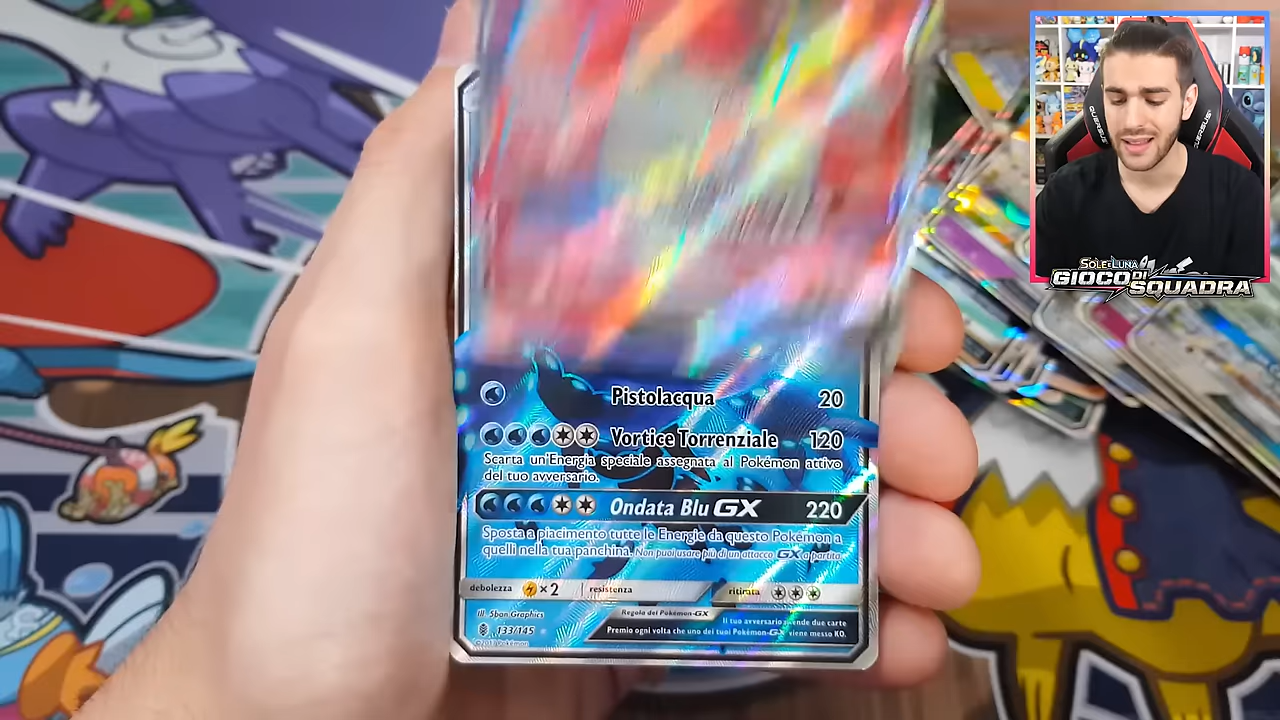 Pistolacqua 20
Vortice Torrenziale 120
Scarta un'Energia speciale assegnata al Pokémon attivo
del tuo avversario.
Ondata Blu GX 220
Sposta a piacimento tutte le Energie da questo Pokémon a
quelli nella tua panchina. Non puoi usare più di un attacco GX a partita.
debolezza ×2 resistenza ritirata
Ill. 5ban Graphics
133/145
Regola dei Pokémon-GX
Il tuo avversario prende due carte
Premio ogni volta che uno dei tuoi Pokémon-GX viene messo KO.
QUERSUS
QUERSUS
SOLE E LUNA
GIOCO DI SQUADRA